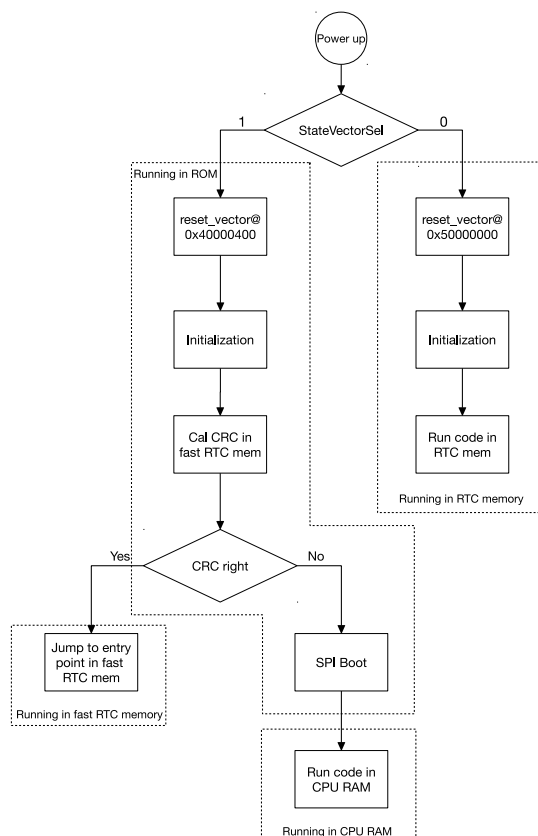 Power up
StateVectorSel
1
0
Running in ROM
reset_vector@
0x40000400
reset_vector@
0x50000000
Initialization
Initialization
Cal CRC in
fast RTC mem
Run code in
RTC mem
Running in RTC memory
Yes
CRC right
No
Jump to entry
point in fast
RTC mem
SPI Boot
Running in fast RTC memory
Run code in
CPU RAM
Running in CPU RAM